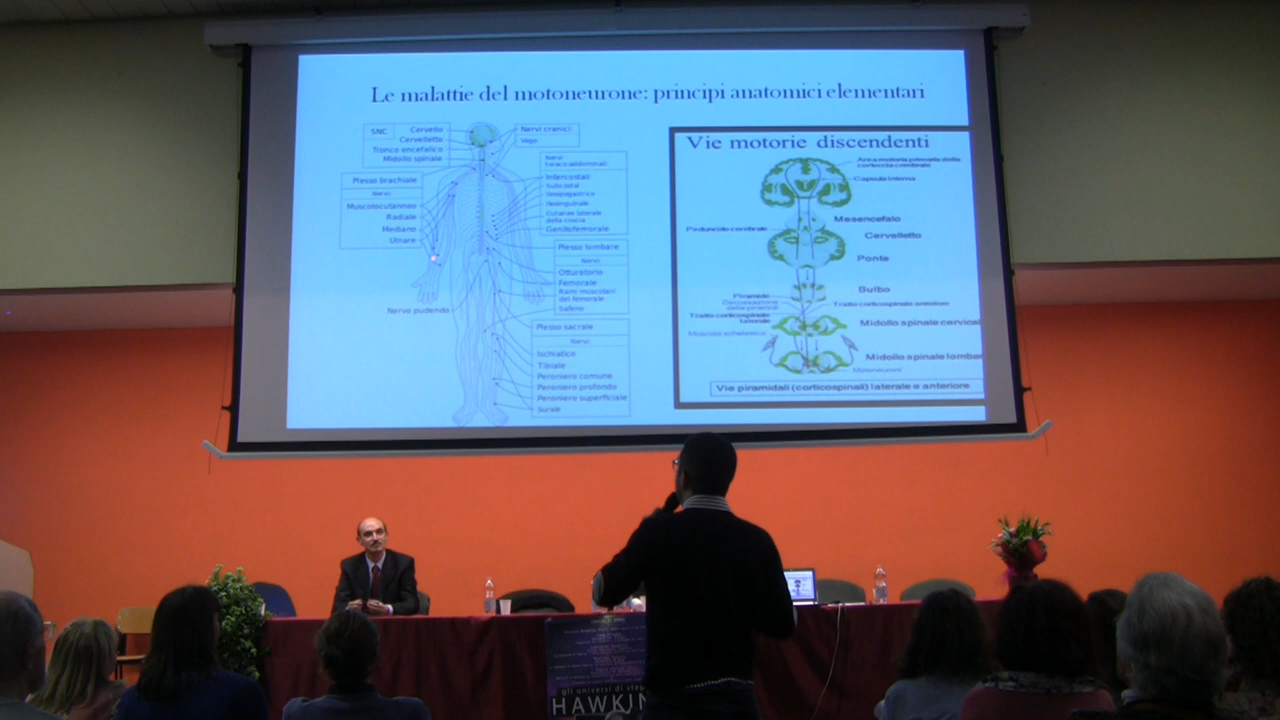 Le malattie del motoneurone: principi anatomici elementari
SNC
Cervello
Cervelletto
Tronco encefalico
Midollo spinale
Nervi cranici
Vago
Plesso brachiale
Nervi
Muscolocutaneo
Radiale
Mediano
Ulnare
Nervi
toraco-addominali
Intercostali
Subcostal
Ileoipogastrico
Ileoinguinale
Cutaneo laterale
della coscia
Genitofemorale
Plesso lombare
Nervi
Otturatorio
Femorale
Rami muscolari
del femorale
Safeno
Nervo pudendo
Plesso sacrale
Nervi
Ischiatico
Tibiale
Peroniero comune
Peroniero profondo
Peroniero superficiale
Surale
Vie motorie discendenti
Area motoria primaria della
corteccia cerebrale
Capsula interna
Mesencefalo
Peduncolo cerebrale
Cervelletto
Ponte
Bulbo
Piramide
Decussazione
delle piramidi
Tratto corticospinale anteriore
Tratto corticospinale
laterale
Midollo spinale cervical
Muscolo scheletrico
Midollo spinale lomba
Motoneuroni
Vie piramidali (corticospinali) laterale e anteriore
gli universi di
HAWKIN